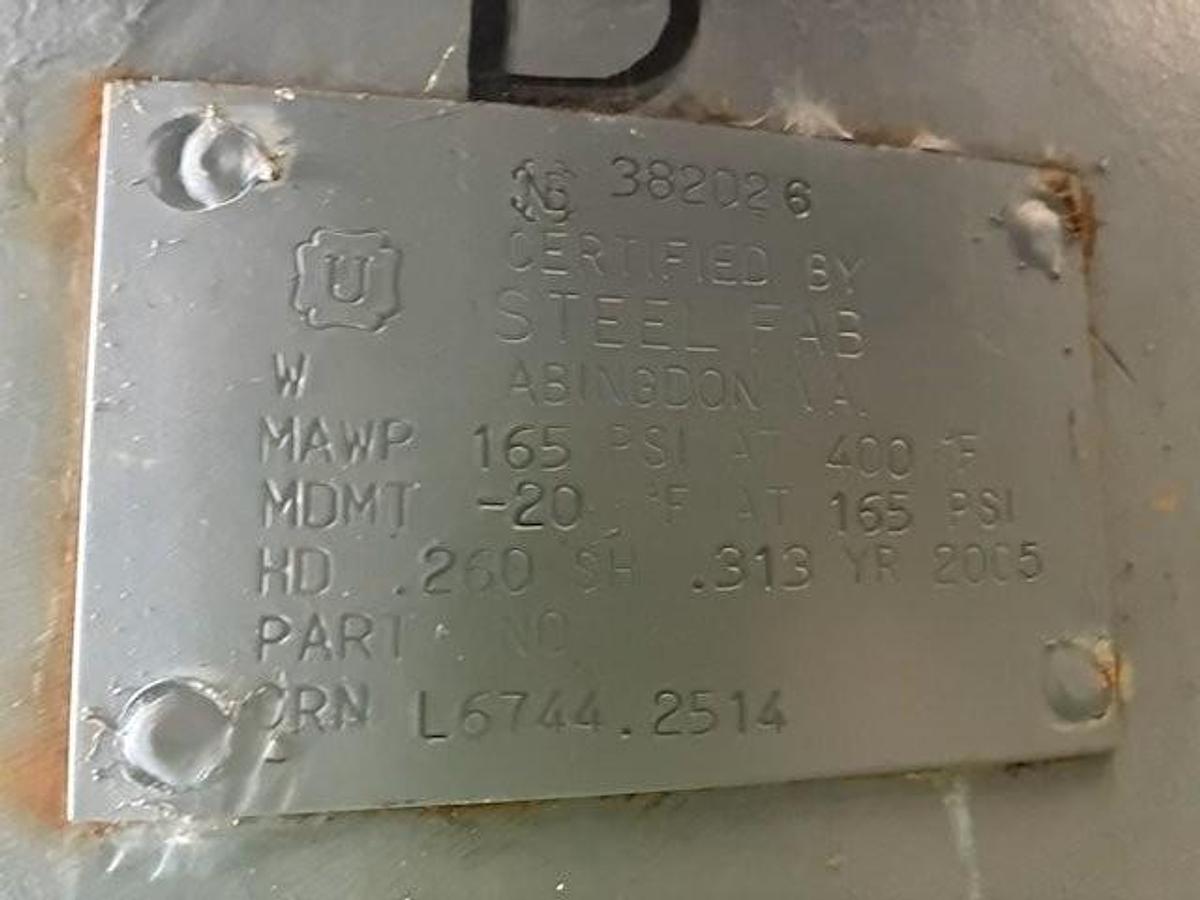 D
382026
CERTIFIED BY
U
STEEL FAB
W ABINGDON VA.
MAWP 165 PSI AT 400 °F
MDMT -20 °F AT 165 PSI
HD. .260 SH .313 YR 2005
PART NO
CRN L6744.2514